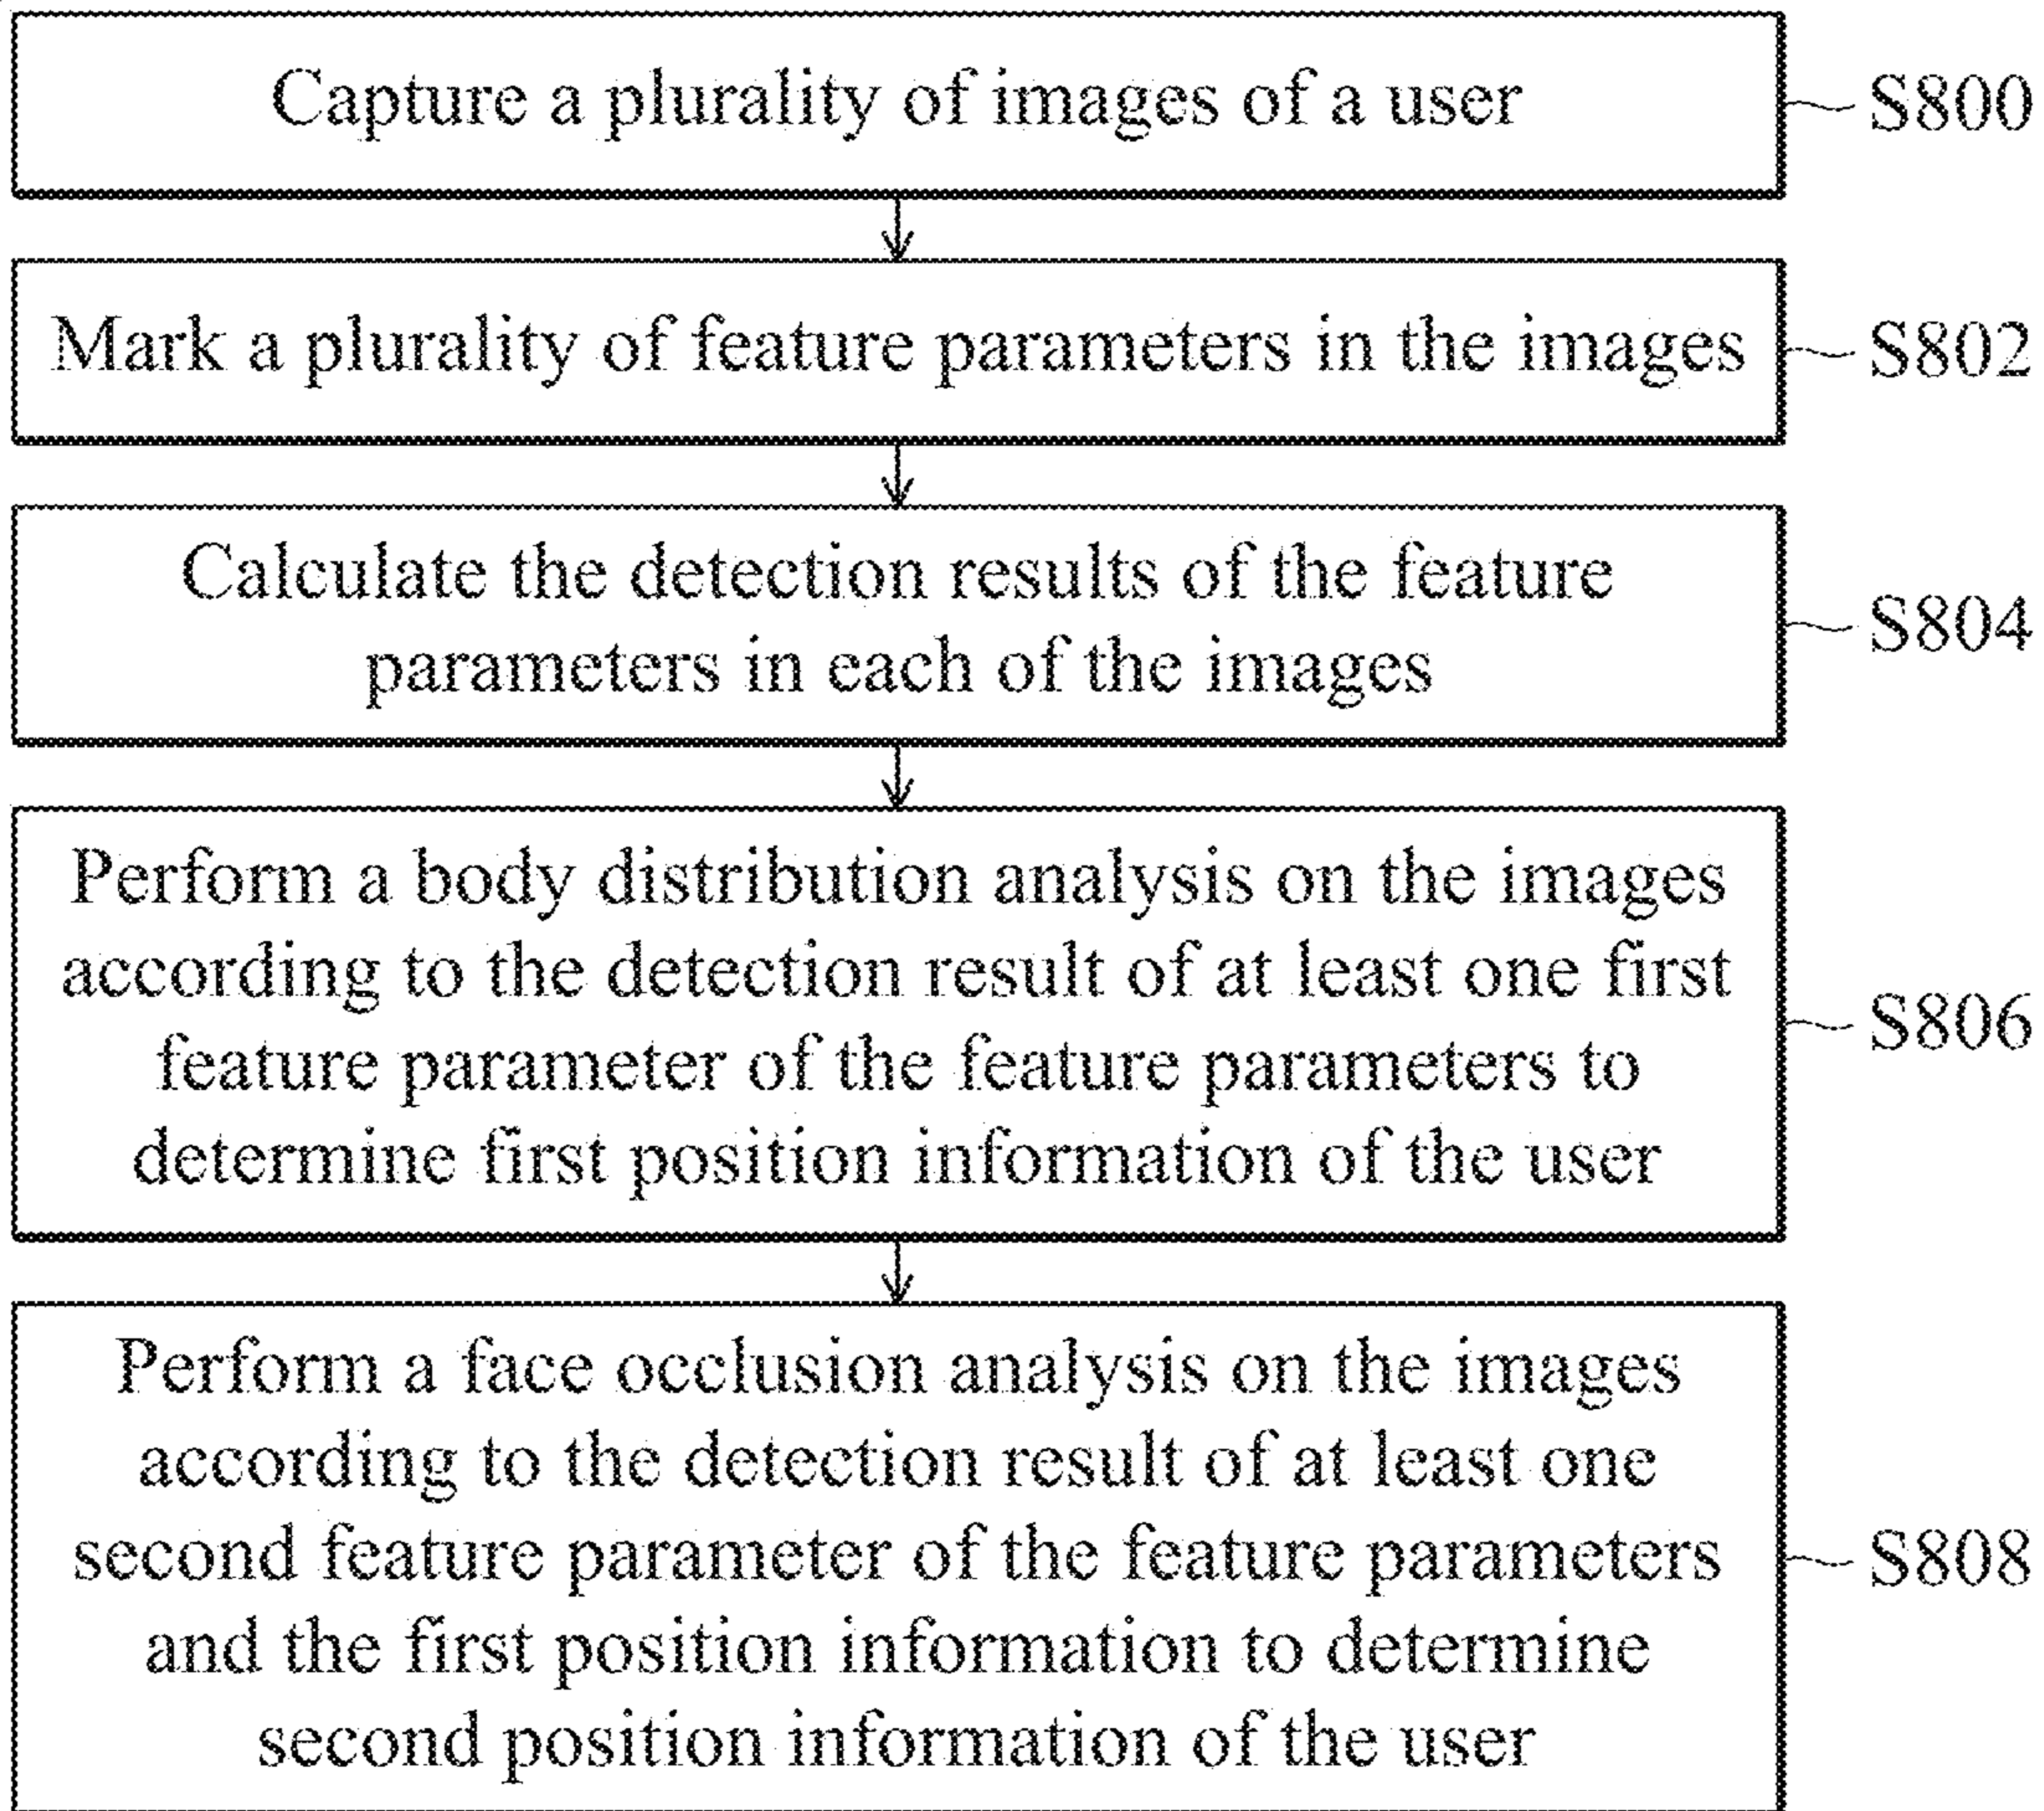 Capture a plurality of images of a user
S800
Mark a plurality of feature parameters in the images
S802
Calculate the detection results of the feature
parameters in each of the images
S804
Perform a body distribution analysis on the images
according to the detection result of at least one first
feature parameter of the feature parameters to
determine first position information of the user
S806
Perform a face occlusion analysis on the images
according to the detection result of at least one
second feature parameter of the feature parameters
and the first position information to determine
second position information of the user
S808